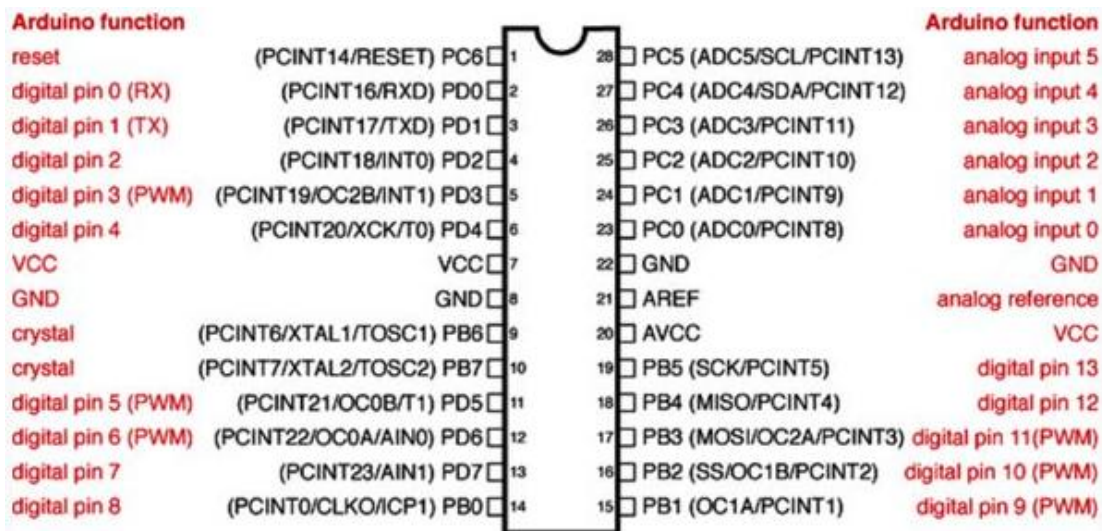 Arduino function Arduino function
reset (PCINT14/RESET) PC6 1 28 PC5 (ADC5/SCL/PCINT13) analog input 5
digital pin 0 (RX) (PCINT16/RXD) PD0 2 27 PC4 (ADC4/SDA/PCINT12) analog input 4
digital pin 1 (TX) (PCINT17/TXD) PD1 3 26 PC3 (ADC3/PCINT11) analog input 3
digital pin 2 (PCINT18/INT0) PD2 4 25 PC2 (ADC2/PCINT10) analog input 2
digital pin 3 (PWM) (PCINT19/OC2B/INT1) PD3 5 24 PC1 (ADC1/PCINT9) analog input 1
digital pin 4 (PCINT20/XCK/T0) PD4 6 23 PC0 (ADC0/PCINT8) analog input 0
VCC VCC 7 22 GND GND
GND GND 8 21 AREF analog reference
crystal (PCINT6/XTAL1/TOSC1) PB6 9 20 AVCC VCC
crystal (PCINT7/XTAL2/TOSC2) PB7 10 19 PB5 (SCK/PCINT5) digital pin 13
digital pin 5 (PWM) (PCINT21/OC0B/T1) PD5 11 18 PB4 (MISO/PCINT4) digital pin 12
digital pin 6 (PWM) (PCINT22/OC0A/AIN0) PD6 12 17 PB3 (MOSI/OC2A/PCINT3) digital pin 11(PWM)
digital pin 7 (PCINT23/AIN1) PD7 13 16 PB2 (SS/OC1B/PCINT2) digital pin 10 (PWM)
digital pin 8 (PCINT0/CLKO/ICP1) PB0 14 15 PB1 (OC1A/PCINT1) digital pin 9 (PWM)